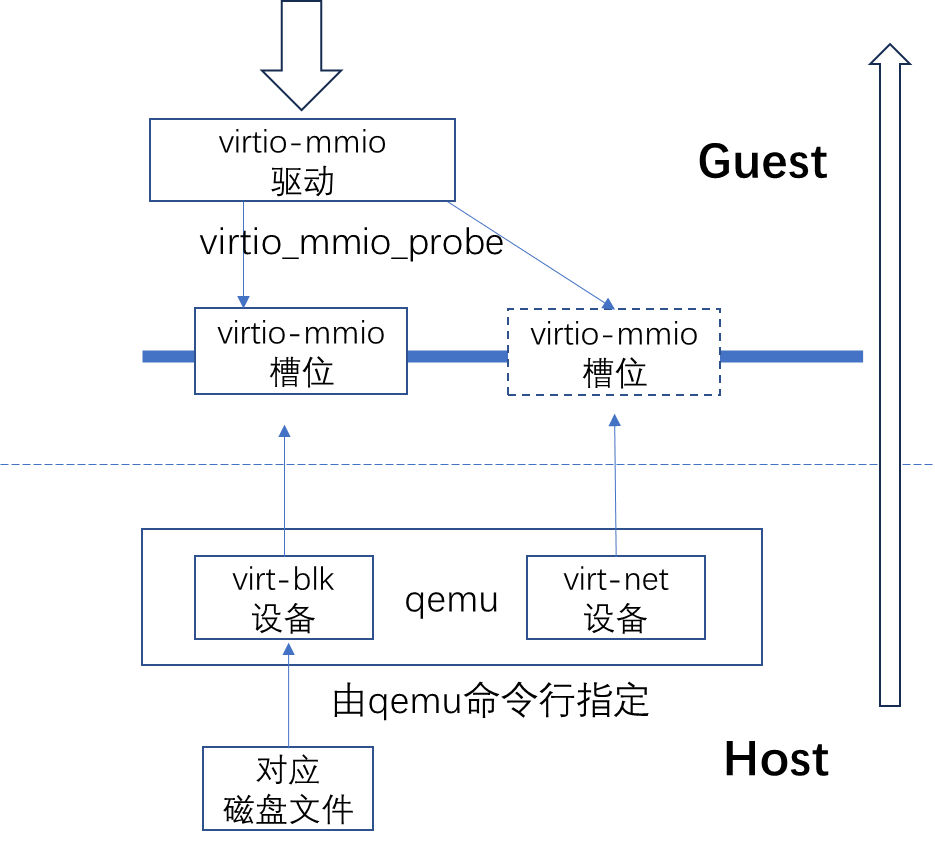 virtio-mmio
驱动
Guest
virtio_mmio_probe
virtio-mmio
槽位
virtio-mmio
槽位
virt-blk
设备
qemu
virt-net
设备
由qemu命令行指定
Host
对应
磁盘文件